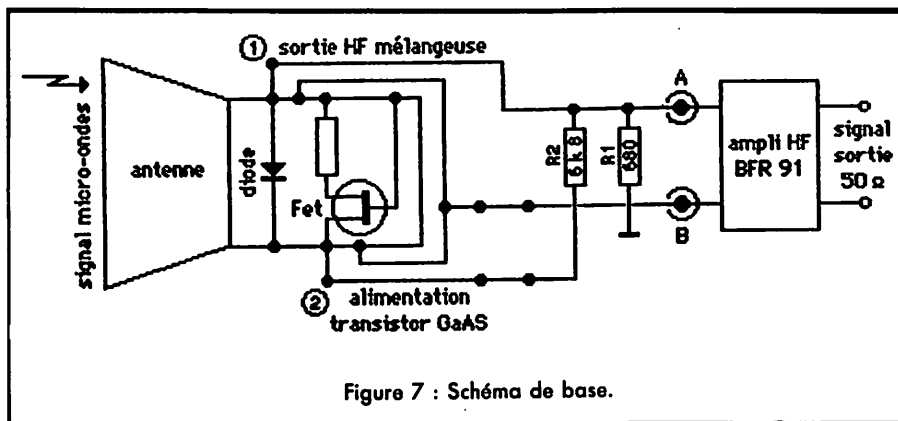 ① sortie HF mélangeuse
signal micro-ondes
antenne
diode
Fet
② alimentation
transistor GaAS
R2
6 k 8
R1
680
A
B
ampli HF
BFR 91
signal
sortie
50 Ω
Figure 7 : Schéma de base.